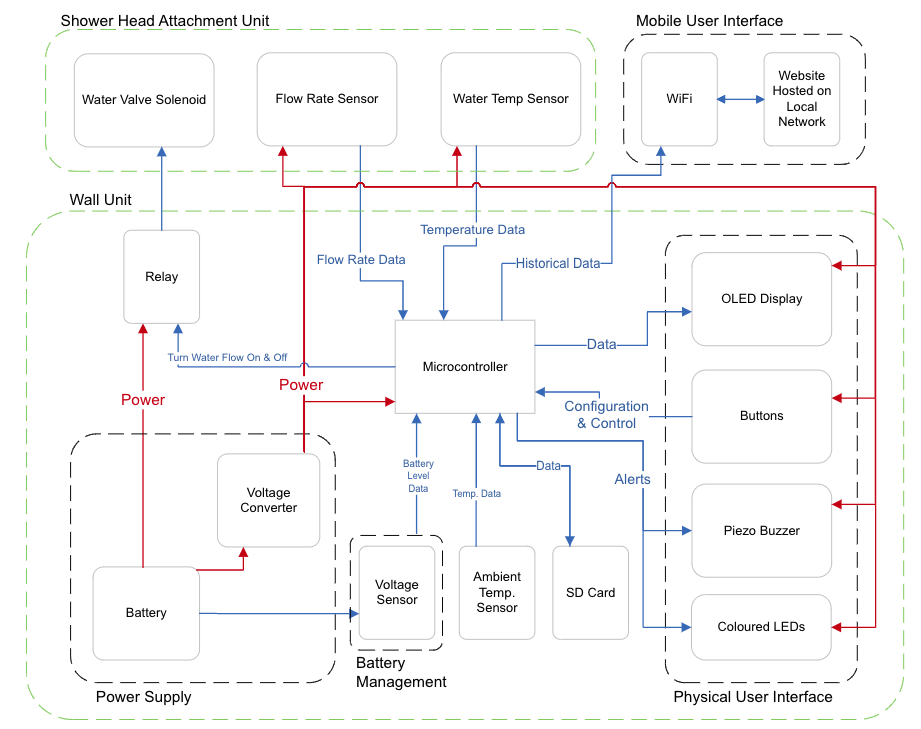 Shower Head Attachment Unit
Mobile User Interface
Water Valve Solenoid
Flow Rate Sensor
Water Temp Sensor
WiFi
Website
Hosted on
Local
Network
Wall Unit
Relay
Flow Rate Data
Temperature Data
Historical Data
OLED Display
Turn Water Flow On & Off
Microcontroller
Data
Power
Power
Configuration
& Control
Buttons
Voltage
Converter
Battery
Level
Data
Temp. Data
Data
Alerts
Piezo Buzzer
Battery
Voltage
Sensor
Ambient
Temp.
Sensor
SD Card
Coloured LEDs
Power Supply
Battery
Management
Physical User Interface